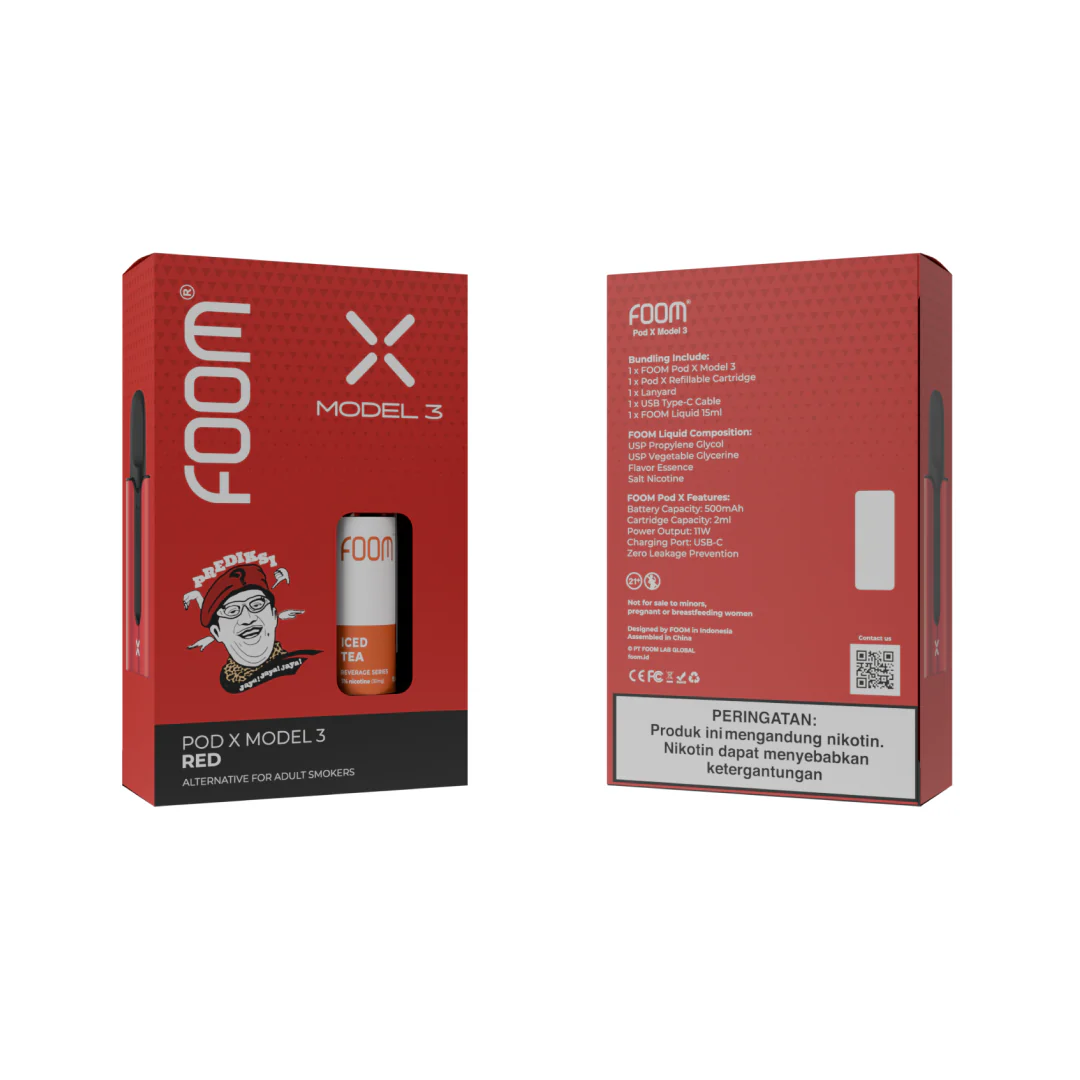 FOOM®
X
MODEL 3
PREDIKSI
Jaya! Jaya! Jaya!
FOOM
ICED
TEA
BEVERAGE SERIES
nicotine
POD X MODEL 3
RED
ALTERNATIVE FOR ADULT SMOKERS
X
FOOM®
Pod X Model 3
Bundling Include:
1 x FOOM Pod X Model 3
1 x Pod X Refillable Cartridge
1 x Lanyard
1 x USB Type-C Cable
1 x FOOM Liquid 15ml
FOOM Liquid Composition:
USP Propylene Glycol
USP Vegetable Glycerine
Flavor Essence
Salt Nicotine
FOOM Pod X Features:
Battery Capacity: 500mAh
Cartridge Capacity: 2ml
Power Output: 11W
Charging Port: USB-C
Zero Leakage Prevention
21+
Not for sale to minors,
pregnant or breastfeeding women
Designed by FOOM in Indonesia
Assembled in China
© PT FOOM LAB GLOBAL
foom.id
CE FC
Contact us
PERINGATAN:
Produk ini mengandung nikotin.
Nikotin dapat menyebabkan
ketergantungan
X